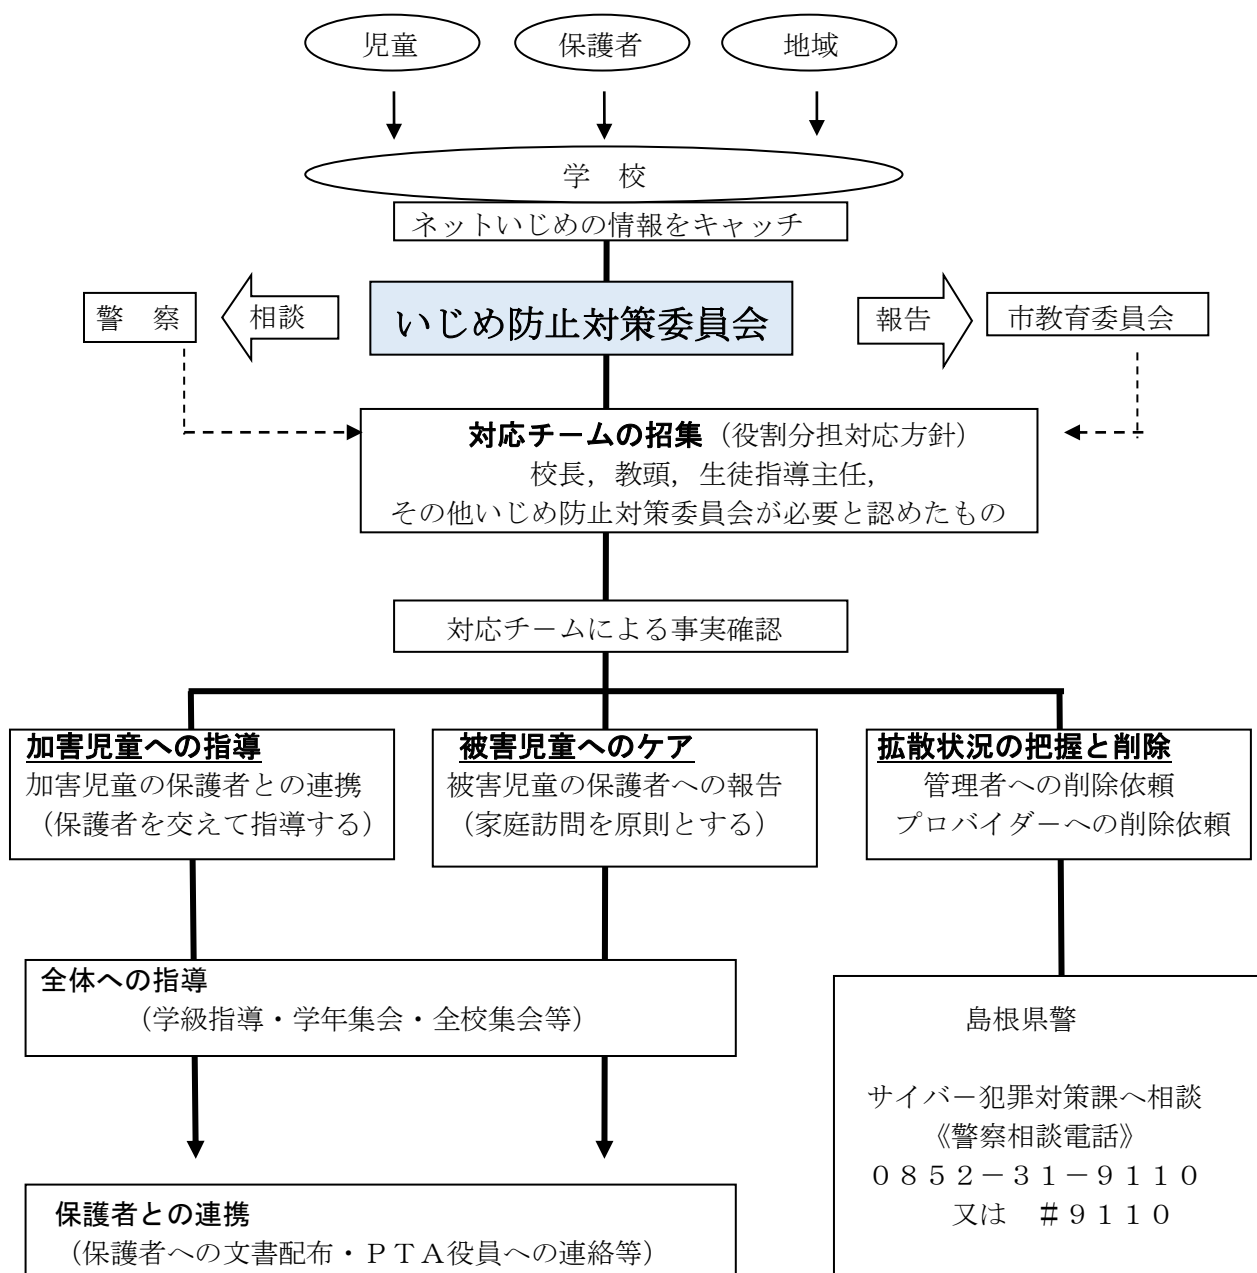 児童
保護者
地域
学　校
ネットいじめの情報をキャッチ
警　察
相談
いじめ防止対策委員会
報告
市教育委員会
対応チームの招集（役割分担対応方針）
校長，教頭，生徒指導主任，
その他いじめ防止対策委員会が必要と認めたもの
対応チームによる事実確認
加害児童への指導
加害児童の保護者との連携
（保護者を交えて指導する）
被害児童へのケア
被害児童の保護者への報告
（家庭訪問を原則とする）
拡散状況の把握と削除
管理者への削除依頼
プロバイダーへの削除依頼
全体への指導
（学級指導・学年集会・全校集会等）
島根県警
サイバー犯罪対策課へ相談
《警察相談電話》
０８５２－３１－９１１０
又は　＃９１１０
保護者との連携
（保護者への文書配布・ＰＴＡ役員への連絡等）